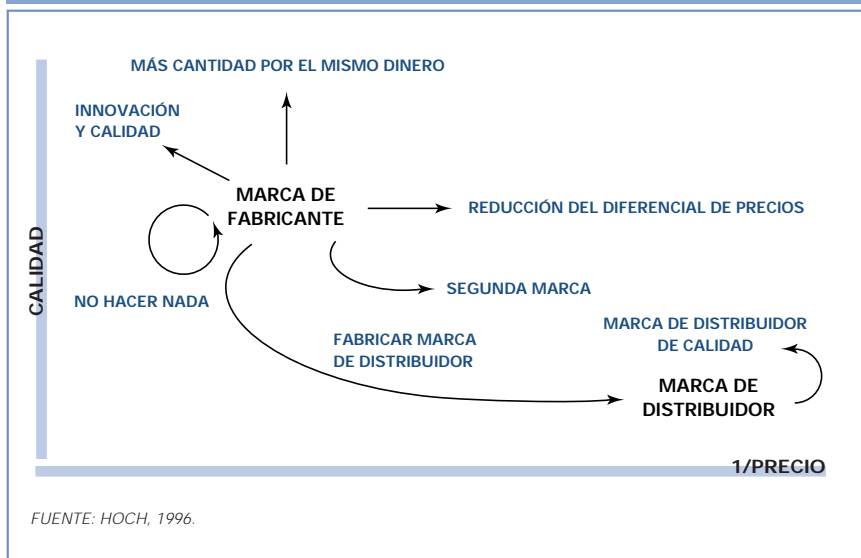 MÁS CANTIDAD POR EL MISMO DINERO
INNOVACIÓN
Y CALIDAD
MARCA DE
FABRICANTE
REDUCCIÓN DEL DIFERENCIAL DE PRECIOS
CALIDAD
NO HACER NADA
SEGUNDA MARCA
FABRICAR MARCA
DE DISTRIBUIDOR
MARCA DE DISTRIBUIDOR
DE CALIDAD
MARCA DE
DISTRIBUIDOR
1/PRECIO
FUENTE: HOCH, 1996.